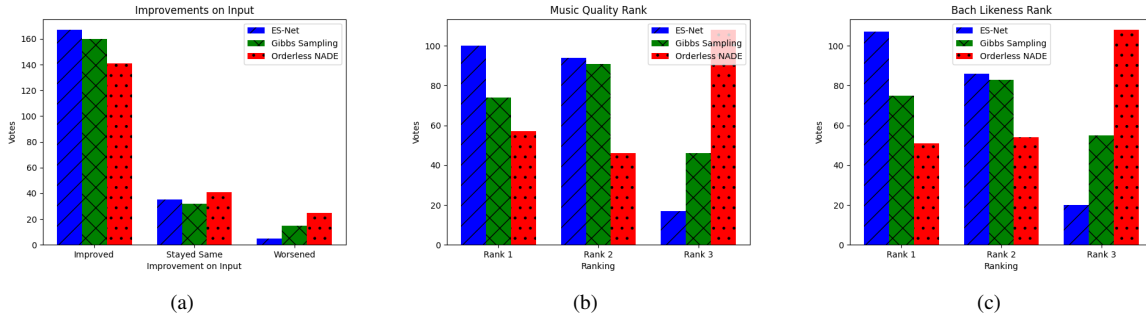 Improvements on Input
ES-Net
Gibbs Sampling
Orderless NADE
160
140
120
100
80
60
40
20
0
Votes
Improved
Stayed Same
Worsened
Improvement on Input
(a)
Music Quality Rank
ES-Net
Gibbs Sampling
Orderless NADE
100
80
60
40
20
0
Votes
Rank 1
Rank 2
Rank 3
Ranking
(b)
Bach Likeness Rank
ES-Net
Gibbs Sampling
Orderless NADE
100
80
60
40
20
0
Votes
Rank 1
Rank 2
Rank 3
Ranking
(c)